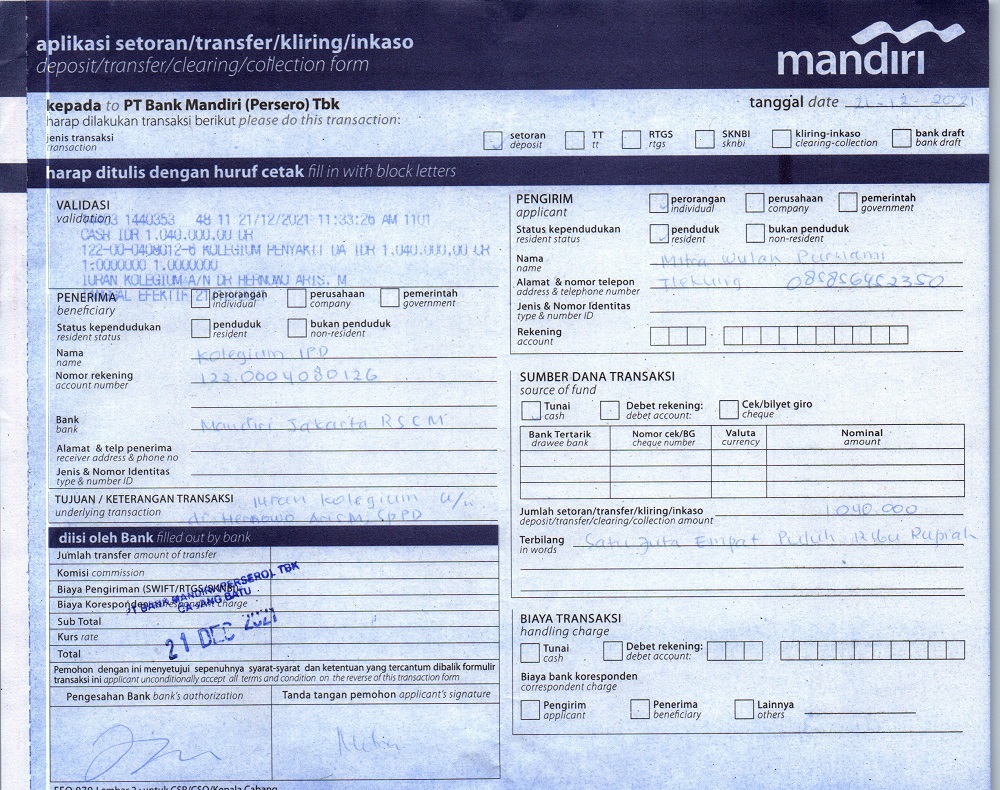 aplikasi setoran/transfer/kliring/inkaso
deposit/transfer/clearing/collection form
mandiri
kepada to PT Bank Mandiri (Persero) Tbk
harap dilakukan transaksi berikut please do this transaction:
tanggal date 21-12-2021
jenis transaksi
transaction
setoran
deposit
TT
tt
RTGS
rtgs
SKNBI
sknbi
kliring-inkaso
clearing-collection
bank draft
bank draft
harap ditulis dengan huruf cetak fill in with block letters
VALIDASI
validation
1440353 48 11 21/12/2021 11:33:26 AM 1101
CASH IDR 1.040.000,00 DR
122-00-0408012-6 KOLEGIUM PENYAKIT DA IDR 1.040.000,00 CR
1:0000000 1.0000000
IURAN KOLEGIUM A/N DR HERNOWO ARIS. M
PENERIMA
beneficiary
perorangan
individual
perusahaan
company
pemerintah
government
Status kependudukan
resident status
penduduk
resident
bukan penduduk
non-resident
Nama
name
Kolegium IPD
Nomor rekening
account number
122.0004080126
Bank
bank
Mandiri Jakarta RSCM
Alamat & telp penerima
receiver address & phone no
Jenis & Nomor Identitas
type & number ID
TUJUAN / KETERANGAN TRANSAKSI
underlying transaction
Iuran Kolegium a/n
dr. Hernowo Aris M, SpPD
diisi oleh Bank filled out by bank
Jumlah transfer amount of transfer
Komisi commission
Biaya Pengiriman (SWIFT/RTGS/SKNBI)
Biaya Koresponden correspondent charge
Sub Total
Kurs rate
Total
PT BANK MANDIRI (PERSERO) TBK
CABANG BATU
21 DEC 2021
Pemohon dengan ini menyetujui sepenuhnya syarat-syarat dan ketentuan yang tercantum dibalik formulir
transaksi ini applicant unconditionally accept all terms and condition on the reverse of this transaction form
Pengesahan Bank bank's authorization
Tanda tangan pemohon applicant's signature
PENGIRIM
applicant
perorangan
individual
perusahaan
company
pemerintah
government
Status kependudukan
resident status
penduduk
resident
bukan penduduk
non-resident
Nama
name
Mitra Wulan Purnami
Alamat & nomor telepon
address & telephone number
085856452350
Jenis & Nomor Identitas
type & number ID
Rekening
account
SUMBER DANA TRANSAKSI
source of fund
Tunai
cash
Debet rekening:
debet account:
Cek/bilyet giro
cheque
Bank Tertarik
drawee bank
Nomor cek/BG
cheque number
Valuta
currency
Nominal
amount
Jumlah setoran/transfer/kliring/inkaso
deposit/transfer/clearing/collection amount
1.040.000
Terbilang
in words
Satu Juta Empat Puluh Ribu Rupiah
BIAYA TRANSAKSI
handling charge
Tunai
cash
Debet rekening:
debet account:
Biaya bank koresponden
correspondent charge
Pengirim
applicant
Penerima
beneficiary
Lainnya
others